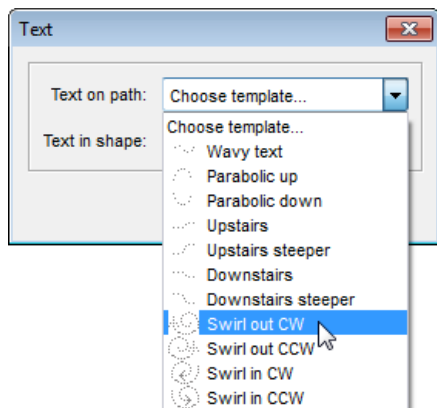 Text
Text on path: Choose template...
Text in shape:
Choose template...
Wavy text
Parabolic up
Parabolic down
Upstairs
Upstairs steeper
Downstairs
Downstairs steeper
Swirl out CW
Swirl out CCW
Swirl in CW
Swirl in CCW